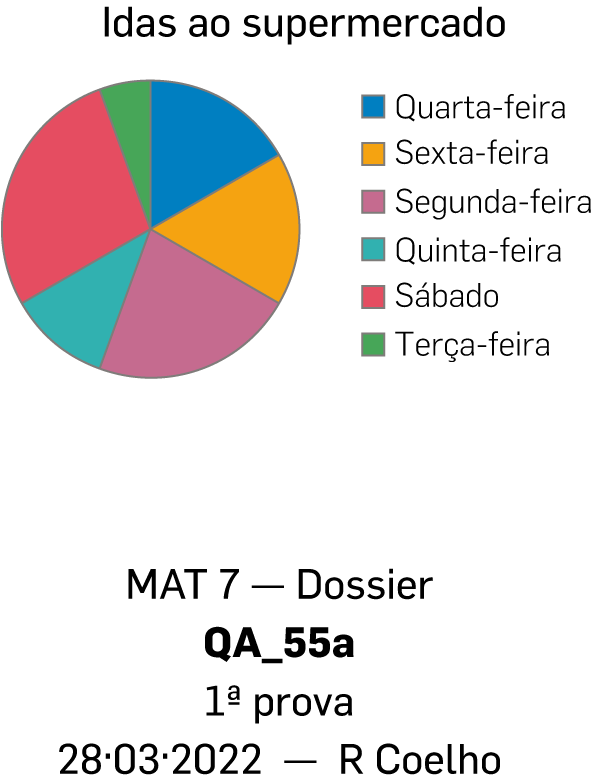 Idas ao supermercado
Quarta-feira
Sexta-feira
Segunda-feira
Quinta-feira
Sábado
Terça-feira
MAT 7 — Dossier
QA_55a
1ª prova
28·03·2022 — R Coelho